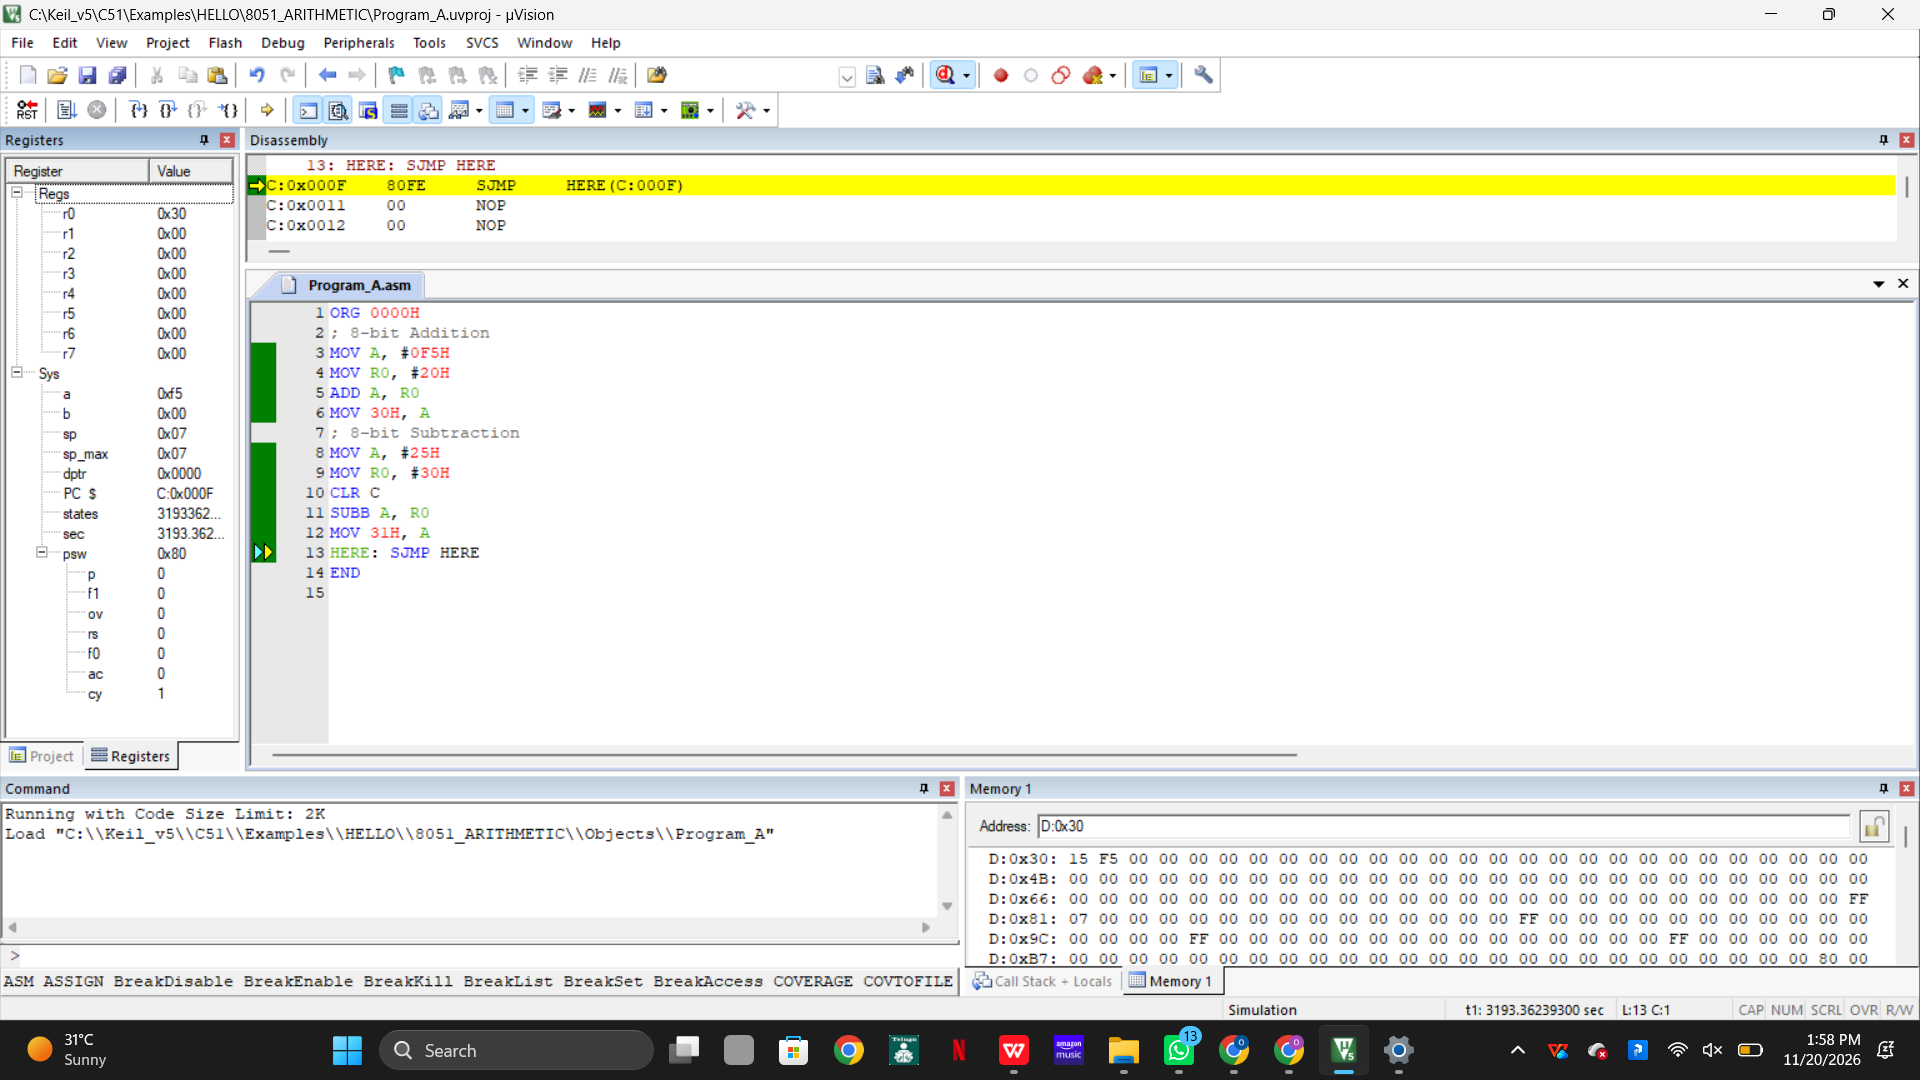 C:\Keil_v5\C51\Examples\HELLO\8051_ARITHMETIC\Program_A.uvproj - µVision
File Edit View Project Flash Debug Peripherals Tools SVCS Window Help
RST
Registers
Register Value
Regs
r0 0x30
r1 0x00
r2 0x00
r3 0x00
r4 0x00
r5 0x00
r6 0x00
r7 0x00
Sys
a 0xf5
b 0x00
sp 0x07
sp_max 0x07
dptr 0x0000
PC $ C:0x000F
states 3193362...
sec 3193.362...
psw 0x80
p 0
f1 0
ov 0
rs 0
f0 0
ac 0
cy 1
Project Registers
Disassembly
13: HERE: SJMP HERE
C:0x000F 80FE SJMP HERE(C:000F)
C:0x0011 00 NOP
C:0x0012 00 NOP
Program_A.asm
1 ORG 0000H
2 ; 8-bit Addition
3 MOV A, #0F5H
4 MOV R0, #20H
5 ADD A, R0
6 MOV 30H, A
7 ; 8-bit Subtraction
8 MOV A, #25H
9 MOV R0, #30H
10 CLR C
11 SUBB A, R0
12 MOV 31H, A
13 HERE: SJMP HERE
14 END
15
Command
Running with Code Size Limit: 2K
Load "C:\\Keil_v5\\C51\\Examples\\HELLO\\8051_ARITHMETIC\\Objects\\Program_A"
>
ASM ASSIGN BreakDisable BreakEnable BreakKill BreakList BreakSet BreakAccess COVERAGE COVTOFILE
Memory 1
Address: D:0x30
D:0x30: 15 F5 00 00 00 00 00 00 00 00 00 00 00 00 00 00 00 00 00 00 00 00 00 00 00 00 00
D:0x4B: 00 00 00 00 00 00 00 00 00 00 00 00 00 00 00 00 00 00 00 00 00 00 00 00 00 00 00
D:0x66: 00 00 00 00 00 00 00 00 00 00 00 00 00 00 00 00 00 00 00 00 00 00 00 00 00 00 FF
D:0x81: 07 00 00 00 00 00 00 00 00 00 00 00 00 00 00 FF 00 00 00 00 00 00 00 00 00 00 00
D:0x9C: 00 00 00 00 FF 00 00 00 00 00 00 00 00 00 00 00 00 00 00 00 FF 00 00 00 00 00 00
D:0xB7: 00 00 00 00 00 00 00 00 00 00 00 00 00 00 00 00 00 00 00 00 00 00 00 00 00 80 00
Call Stack + Locals Memory 1
Simulation t1: 3193.36239300 sec L:13 C:1 CAP NUM SCRL OVR R/W
31°C
Sunny
Search
Telugu
amazon
music
13
1:58 PM
11/20/2026